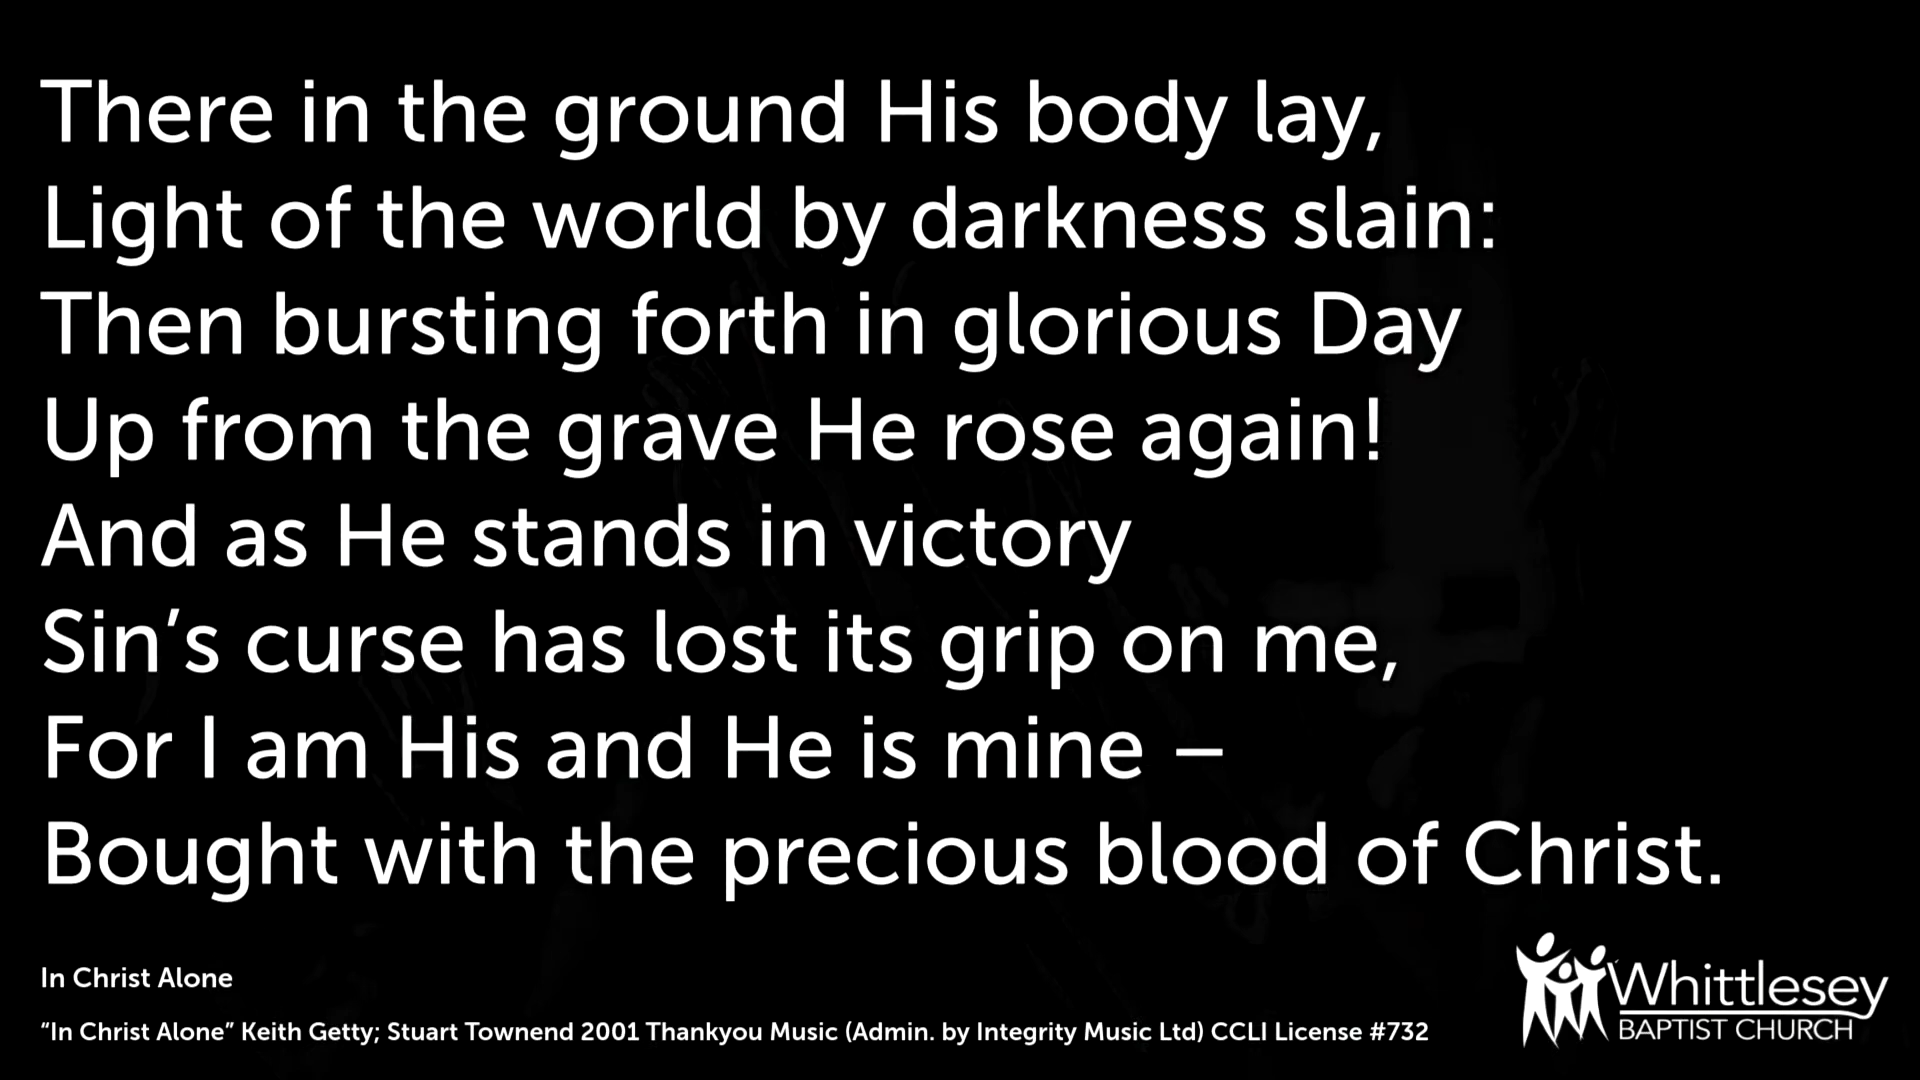 There in the ground His body lay,
Light of the world by darkness slain:
Then bursting forth in glorious Day
Up from the grave He rose again!
And as He stands in victory
Sin’s curse has lost its grip on me,
For I am His and He is mine –
Bought with the precious blood of Christ.
In Christ Alone
“In Christ Alone” Keith Getty; Stuart Townend 2001 Thankyou Music (Admin. by Integrity Music Ltd) CCLI License #732
Whittlesey
BAPTIST CHURCH